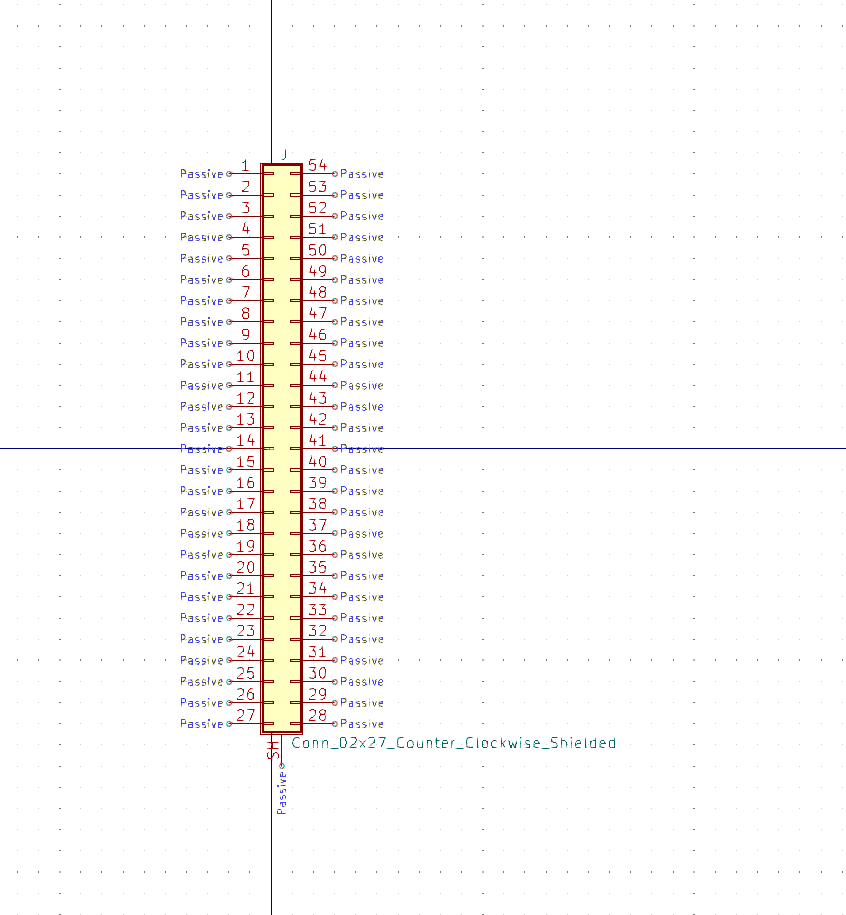 J
Passive 1 54 Passive
Passive 2 53 Passive
Passive 3 52 Passive
Passive 4 51 Passive
Passive 5 50 Passive
Passive 6 49 Passive
Passive 7 48 Passive
Passive 8 47 Passive
Passive 9 46 Passive
Passive 10 45 Passive
Passive 11 44 Passive
Passive 12 43 Passive
Passive 13 42 Passive
Passive 14 41 Passive
Passive 15 40 Passive
Passive 16 39 Passive
Passive 17 38 Passive
Passive 18 37 Passive
Passive 19 36 Passive
Passive 20 35 Passive
Passive 21 34 Passive
Passive 22 33 Passive
Passive 23 32 Passive
Passive 24 31 Passive
Passive 25 30 Passive
Passive 26 29 Passive
Passive 27 28 Passive
SH
Conn_02x27_Counter_Clockwise_Shielded
Passive